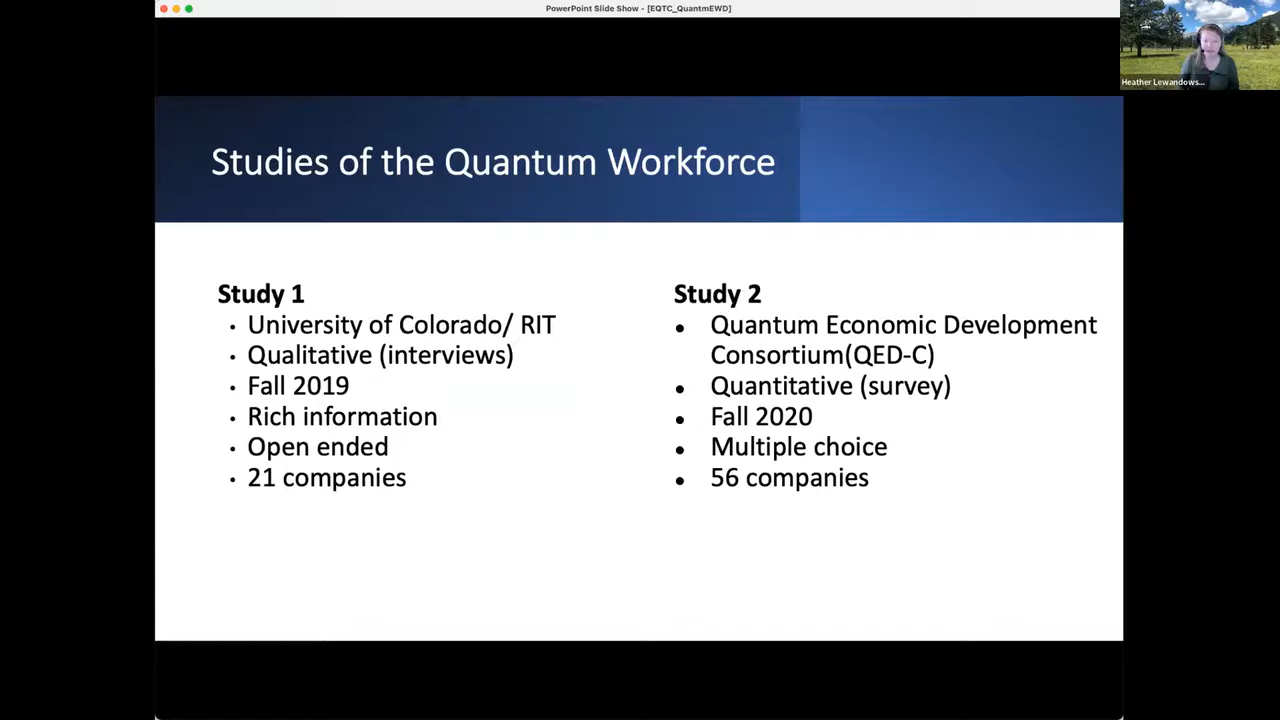 PowerPoint Slide Show - [EQTC_QuantmEWD]
Heather Lewandows...
Studies of the Quantum Workforce
Study 1
• University of Colorado/ RIT
• Qualitative (interviews)
• Fall 2019
• Rich information
• Open ended
• 21 companies
Study 2
• Quantum Economic Development
Consortium(QED-C)
• Quantitative (survey)
• Fall 2020
• Multiple choice
• 56 companies